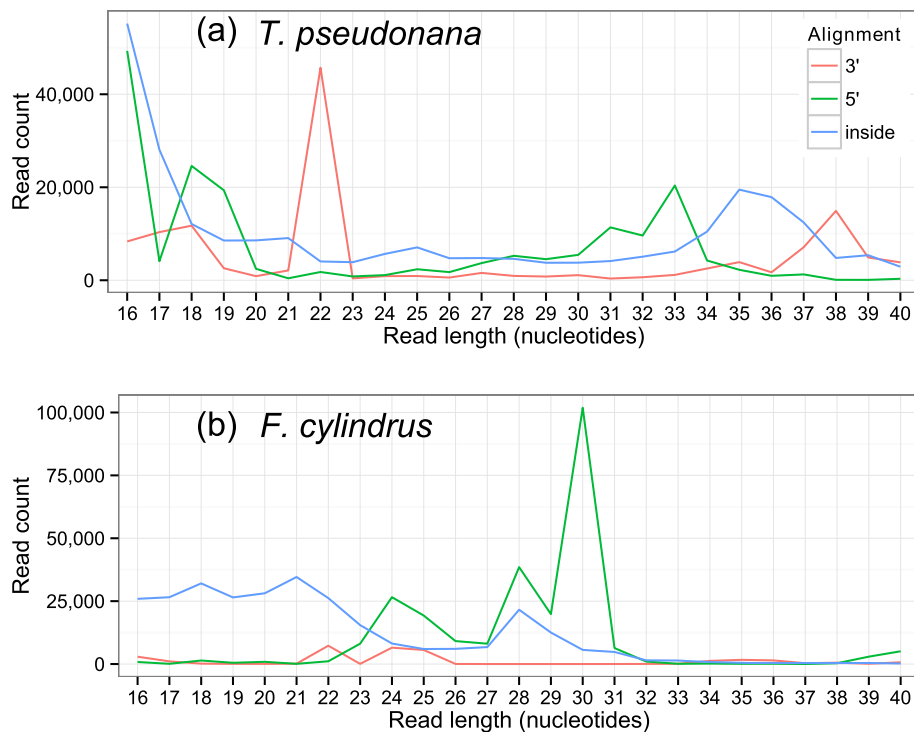 (a) T. pseudonana
Alignment
3'
5'
inside
Read count
40,000
20,000
0
16 17 18 19 20 21 22 23 24 25 26 27 28 29 30 31 32 33 34 35 36 37 38 39 40
Read length (nucleotides)
(b) F. cylindrus
Read count
100,000
75,000
50,000
25,000
0
16 17 18 19 20 21 22 23 24 25 26 27 28 29 30 31 32 33 34 35 36 37 38 39 40
Read length (nucleotides)